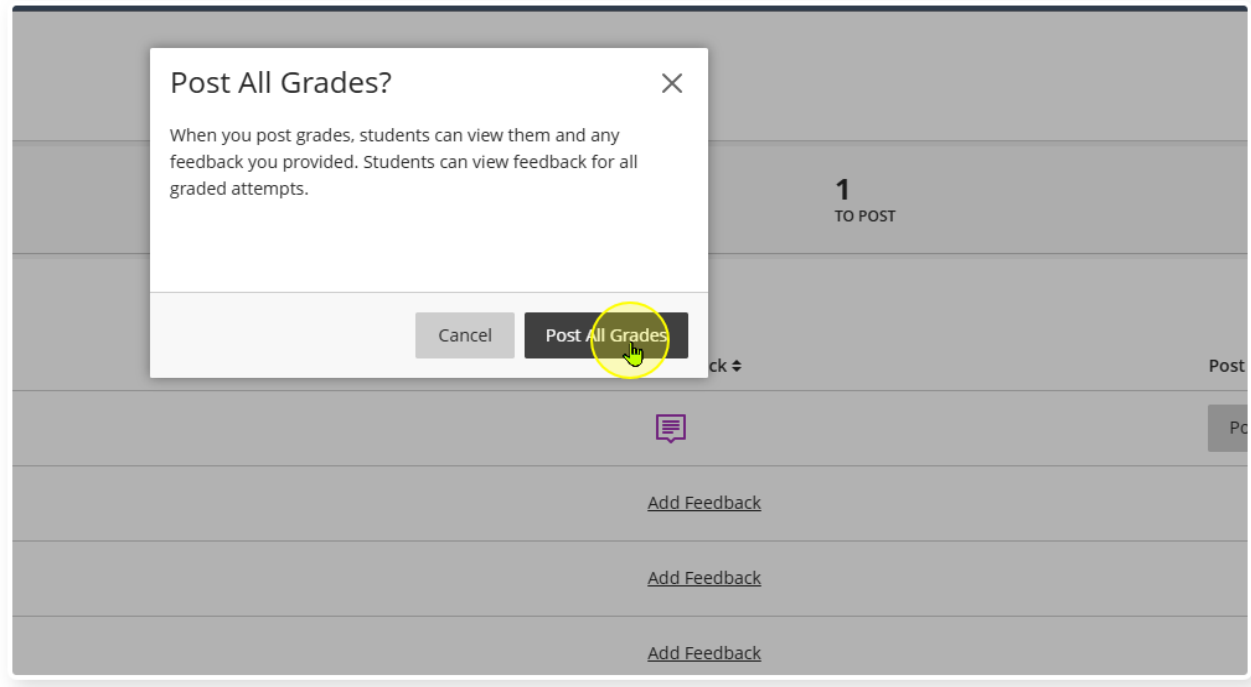 Post All Grades?
When you post grades, students can view them and any
feedback you provided. Students can view feedback for all
graded attempts.
1
TO POST
Cancel
Post All Grades
ck
Post
Po
Add Feedback
Add Feedback
Add Feedback